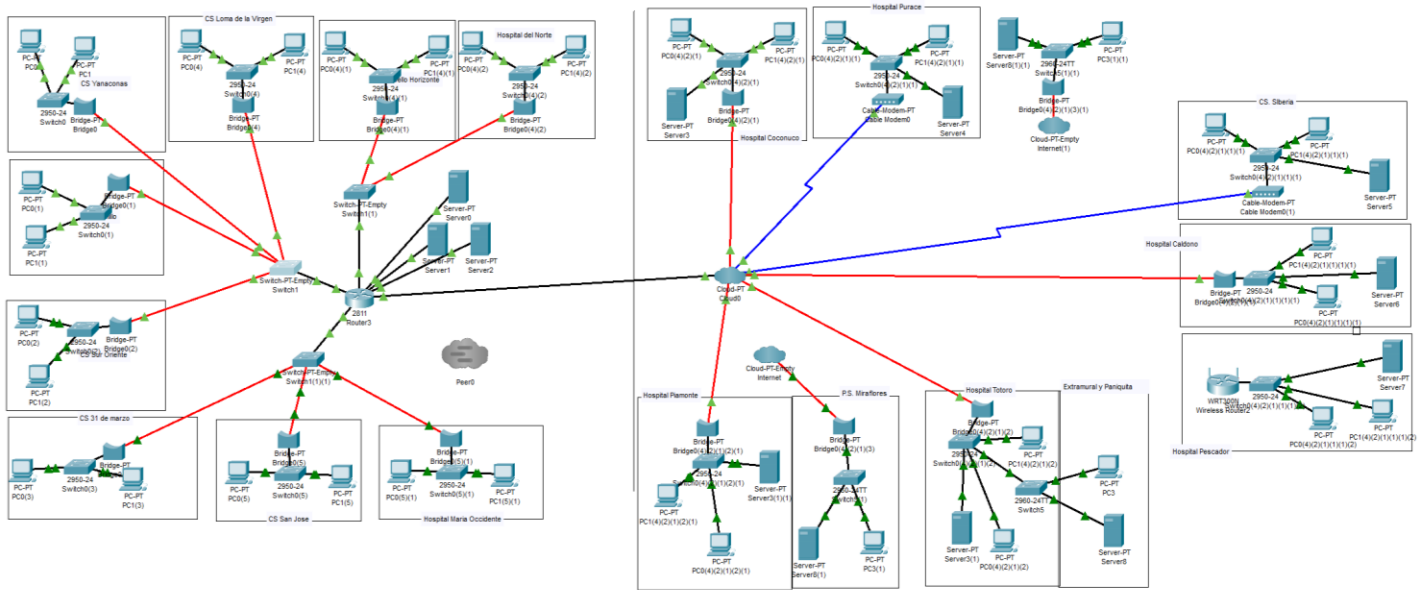 CS Loma de la Virgen
PC-PT
PC0
PC-PT
PC1
CS Yanaconas
2950-24
Switch0
Bridge-PT
Bridge0
PC-PT
PC0(4)
PC-PT
PC1(4)
2950-24
Switch0(4)
Bridge-PT
Bridge0(4)
PC-PT
PC0(4)(1)
PC-PT
PC1(4)(1)
2950-24
Switch0(4)(1)
Bridge-PT
Bridge0(4)(1)
Hospital del Norte
PC-PT
PC0(4)(2)
PC-PT
PC1(4)(2)
2950-24
Switch0(4)(2)
Bridge-PT
Bridge0(4)(2)
PC-PT
PC0(1)
Bridge-PT
Bridge0(1)
2950-24
Switch0(1)
PC-PT
PC1(1)
Switch-PT-Empty
Switch1(1)
Server-PT
Server0
Server-PT
Server1
Server-PT
Server2
Switch-PT-Empty
Switch1
2811
Router3
PC-PT
PC0(2)
2950-24
Switch0(2)
Bridge-PT
Bridge0(2)
CS Sur Oriente
PC-PT
PC1(2)
Switch-PT-Empty
Switch1(1)(1)
Peer0
CS 31 de marzo
PC-PT
PC0(3)
2950-24
Switch0(3)
Bridge-PT
PC-PT
PC1(3)
PC-PT
PC0(5)
Bridge-PT
Bridge0(5)
2950-24
Switch0(5)
PC-PT
PC1(5)
CS San Jose
PC-PT
PC0(5)(1)
Bridge-PT
Bridge0(5)(1)
2950-24
Switch0(5)(1)
PC-PT
PC1(5)(1)
Hospital Maria Occidente
PC-PT
PC0(4)(2)(1)
PC-PT
PC1(4)(2)(1)
2950-24
Switch0(4)(2)(1)
Server-PT
Server3
Bridge-PT
Bridge0(4)(2)(1)
Hospital Coconuco
Hospital Purace
PC-PT
PC0(4)(2)(1)(1)
PC-PT
PC1(4)(2)(1)(1)
2950-24
Switch0(4)(2)(1)(1)
Cable-Modem-PT
Cable Modem0
Server-PT
Server4
Server-PT
Server8(1)(1)
2960-24TT
Switch5(1)(1)
PC-PT
PC3(1)(1)
Bridge-PT
Bridge0(4)(2)(1)(3)(1)
Cloud-PT-Empty
Internet(1)
CS. Siberia
PC-PT
PC0(4)(2)(1)(1)(1)
PC-PT
PC1(4)(2)(1)(1)(1)
2950-24
Switch0(4)(2)(1)(1)(1)
Cable-Modem-PT
Cable Modem0(1)
Server-PT
Server5
Cloud-PT
Cloud0
Hospital Caldono
PC-PT
PC1(4)(2)(1)(1)(1)(1)
Bridge-PT
2950-24
Switch0(4)(2)(1)(1)(1)(1)
Server-PT
Server6
PC-PT
PC0(4)(2)(1)(1)(1)(1)
WRT300N
Wireless Router2
2950-24
Server-PT
Server7
PC-PT
PC0(4)(2)(1)(1)(1)(2)
PC-PT
PC1(4)(2)(1)(1)(1)(2)
Hospital Pescador
Cloud-PT-Empty
Internet
Hospital Piamonte
Bridge-PT
2950-24
PC-PT
PC1(4)(2)(1)(2)(1)
Server-PT
Server3(1)(1)
PC-PT
PC0(4)(2)(1)(2)(1)
P.S. Miraflores
Bridge-PT
Bridge0(4)(2)(1)(3)
2960-24TT
Server-PT
Server8(1)
PC-PT
PC3(1)
Hospital Totoro
Extramural y Paniquita
Bridge-PT
Bridge0(4)(2)(1)(2)
2950-24
PC-PT
PC1(4)(2)(1)(2)
2960-24TT
Switch5
PC-PT
PC3
Server-PT
Server3(1)
PC-PT
PC0(4)(2)(1)(2)
Server-PT
Server8